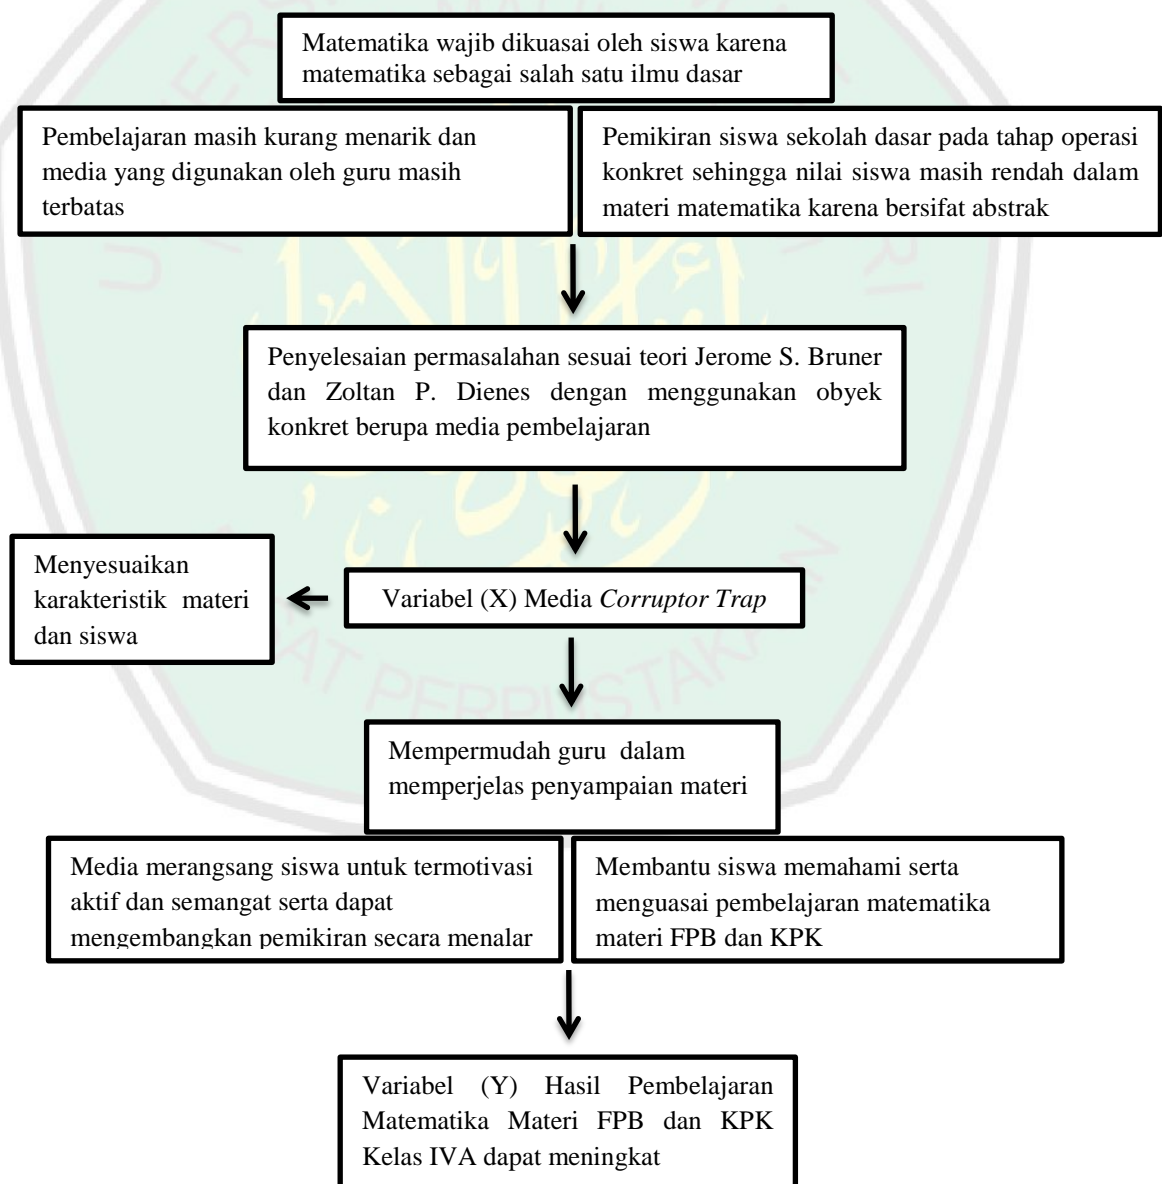 Matematika wajib dikuasai oleh siswa karena
matematika sebagai salah satu ilmu dasar
Pembelajaran masih kurang menarik dan
media yang digunakan oleh guru masih
terbatas
Pemikiran siswa sekolah dasar pada tahap operasi
konkret sehingga nilai siswa masih rendah dalam
materi matematika karena bersifat abstrak
Penyelesaian permasalahan sesuai teori Jerome S. Bruner
dan Zoltan P. Dienes dengan menggunakan obyek
konkret berupa media pembelajaran
Menyesuaikan
karakteristik materi
dan siswa
Variabel (X) Media Corruptor Trap
Mempermudah guru dalam
memperjelas penyampaian materi
Media merangsang siswa untuk termotivasi
aktif dan semangat serta dapat
mengembangkan pemikiran secara menalar
Membantu siswa memahami serta
menguasai pembelajaran matematika
materi FPB dan KPK
Variabel (Y) Hasil Pembelajaran
Matematika Materi FPB dan KPK
Kelas IVA dapat meningkat
PERPUSTAKAAN